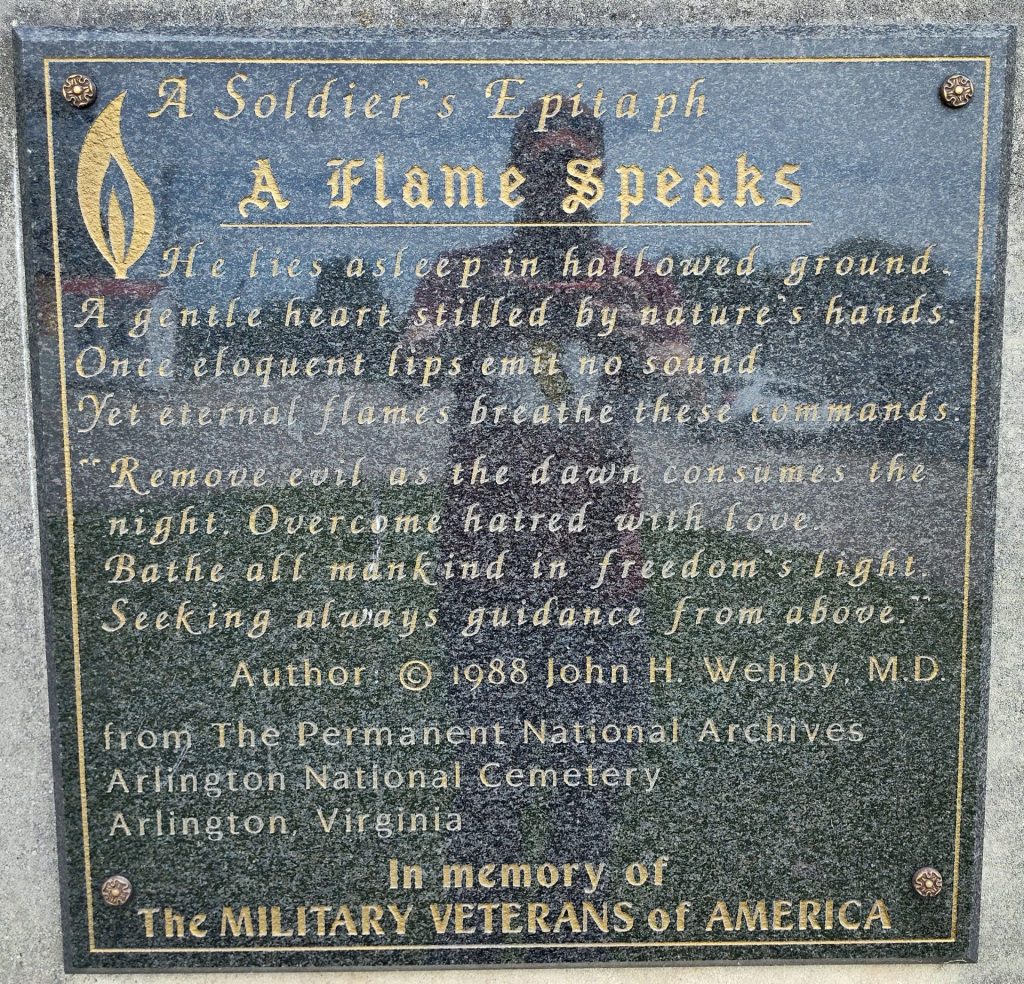 A Soldier's Epitaph
A Flame Speaks
He lies asleep in hallowed ground.
A gentle heart stilled by nature's hands.
Once eloquent lips emit no sound
Yet eternal flames breathe these commands:
"Remove evil as the dawn consumes the
night. Overcome hatred with love.
Bathe all mankind in freedom's light.
Seeking always guidance from above."
Author: © 1988 John H. Wehby, M.D.
from The Permanent National Archives
Arlington National Cemetery
Arlington, Virginia
In memory of
The MILITARY VETERANS of AMERICA